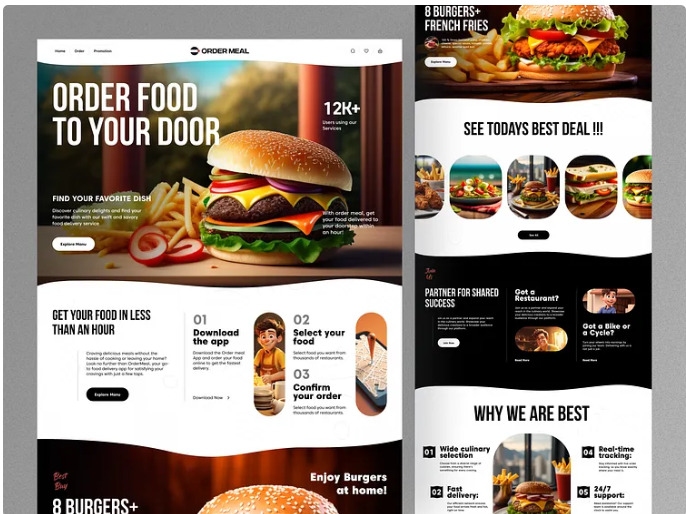 Home Order Promotion
ORDER MEAL
ORDER FOOD
TO YOUR DOOR
12K+
Users using our
Services
FIND YOUR FAVORITE DISH
Discover culinary delights and find your
favorite dish with our swift and savory
food delivery service
Explore Menu
With order meal, get
your food delivered to
your doorstep within
an hour!
GET YOUR FOOD IN LESS
THAN AN HOUR
Craving delicious meals without the
hassle of cooking or leaving your home?
Look no further than OrderMeal, your go-
to food delivery app for satisfying your
cravings with just a few taps.
Explore Menu
01
Download
the app
Download the Order meal
App and order your food
online to get the fastest
delivery.
Download Now
02
Select your
food
Select food you want from
thousands of restaurants.
03
Confirm
your order
Select food you want from
thousands of restaurants.
Best
Buy
8 BURGERS+
Enjoy Burgers
at home!
8 BURGERS+
FRENCH FRIES
Explore Menu
SEE TODAYS BEST DEAL !!!
See All
Join
Us
PARTNER FOR SHARED
SUCCESS
Join Now
Got a
Restaurant?
Read More
Got a Bike or
a Cycle?
Read More
WHY WE ARE BEST
01
Wide culinary
selection
02
Fast
delivery:
04
Real-time
tracking:
05
24/7
support: